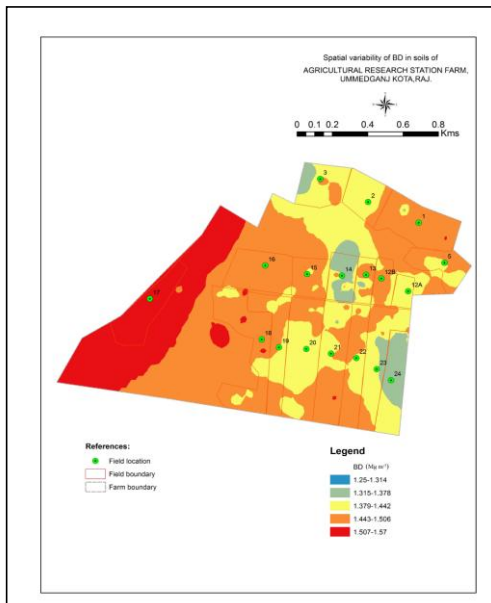 Spatial variability of BD in soils of
AGRICULTURAL RESEARCH STATION FARM,
UMMEDGANJ KOTA,RAJ.
0 0.1 0.2 0.4 0.6 0.8
Kms
3
2
1
5
16
15
14
13
12B
12A
17
18
19
20
21
22
23
24
References:
Field location
Field boundary
Farm boundary
Legend
BD (Mg m⁻³)
1.25-1.314
1.315-1.378
1.379-1.442
1.443-1.506
1.507-1.57